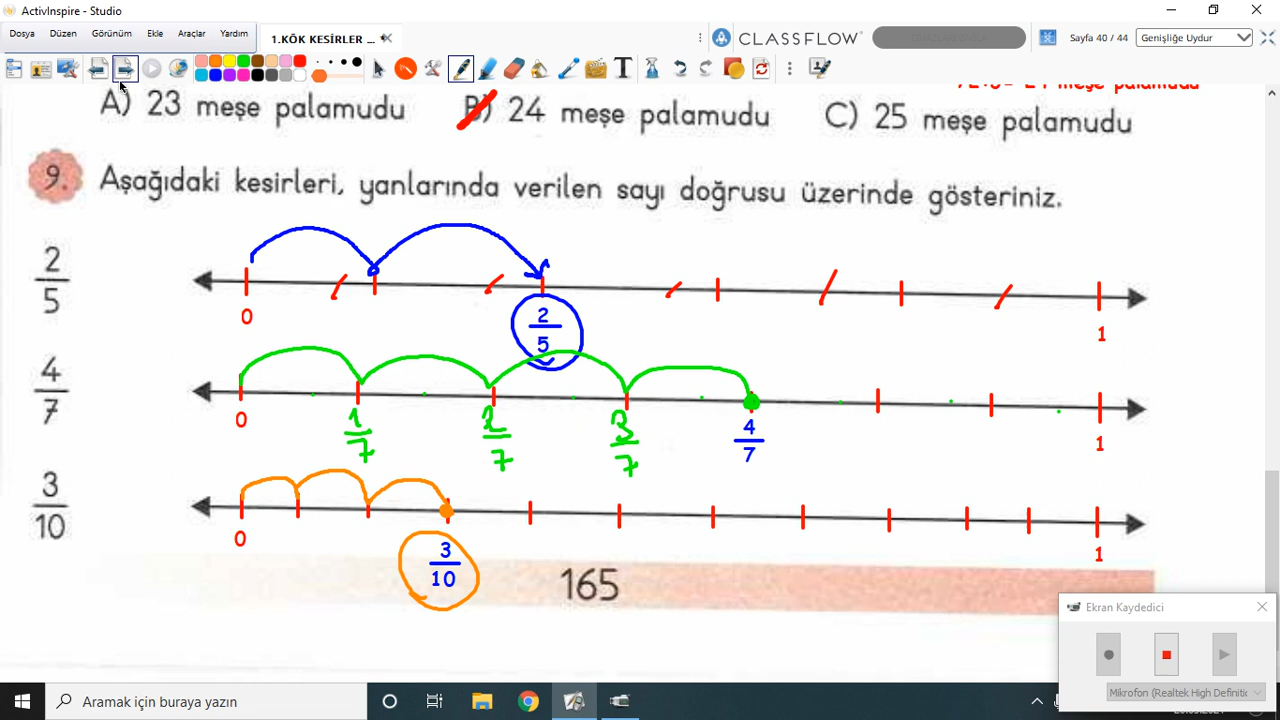 ActivInspire - Studio
Dosya Düzen Görünüm Ekle Araçlar Yardım
1.KÖK KESİRLER ...
CLASSFLOW
Sayfa 40 / 44
Genişliğe Uydur
A) 23 meşe palamudu B) 24 meşe palamudu C) 25 meşe palamudu
9. Aşağıdaki kesirleri, yanlarında verilen sayı doğrusu üzerinde gösteriniz.
2/5
0 2/5 1
4/7
0 1/7 2/7 3/7 4/7 1
3/10
0 3/10 1
165
Ekran Kaydedici
Mikrofon (Realtek High Definitic
Aramak için buraya yazın